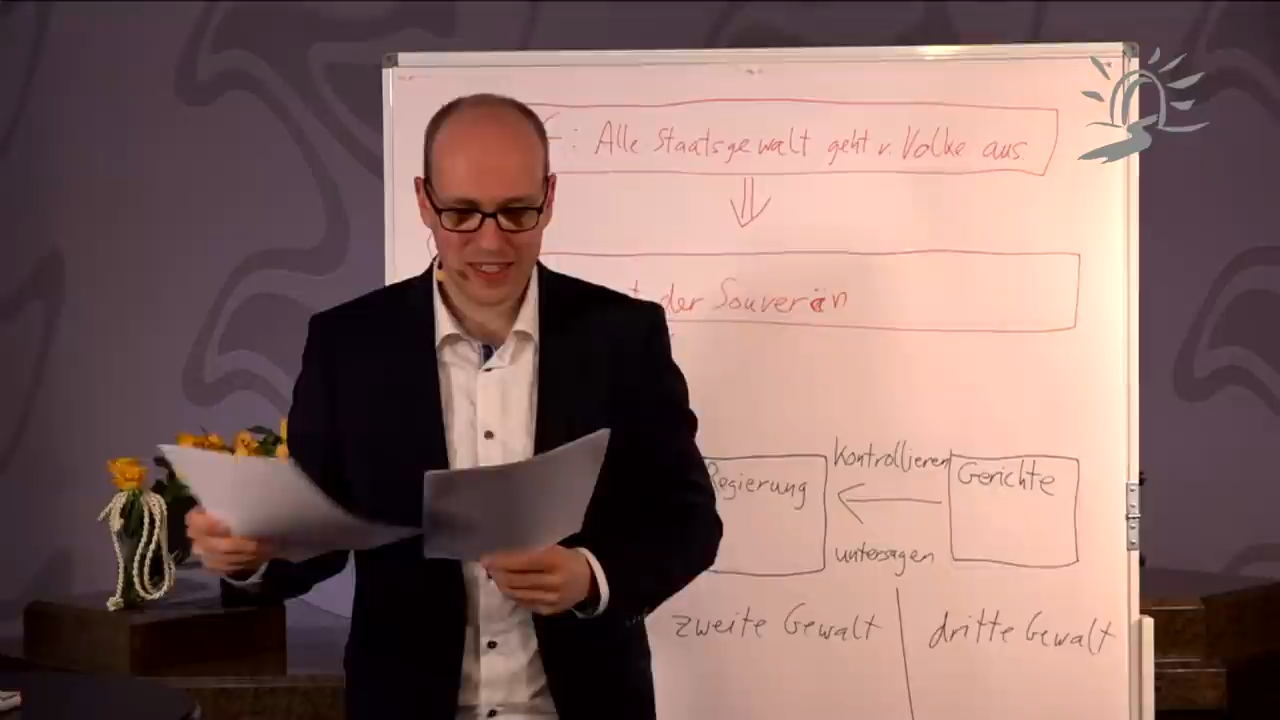 : Alle Staatsgewalt geht v. Volke aus.
der Souverän
Regierung
Kontrollieren
untersagen
Gerichte
zweite Gewalt
dritte Gewalt